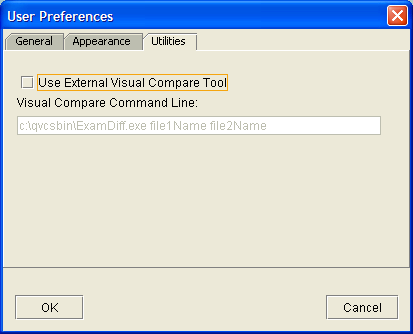 User Preferences
General Appearance Utilities
Use External Visual Compare Tool
Visual Compare Command Line:
c:\qvcsbin\ExamDiff.exe file1Name file2Name
OK Cancel